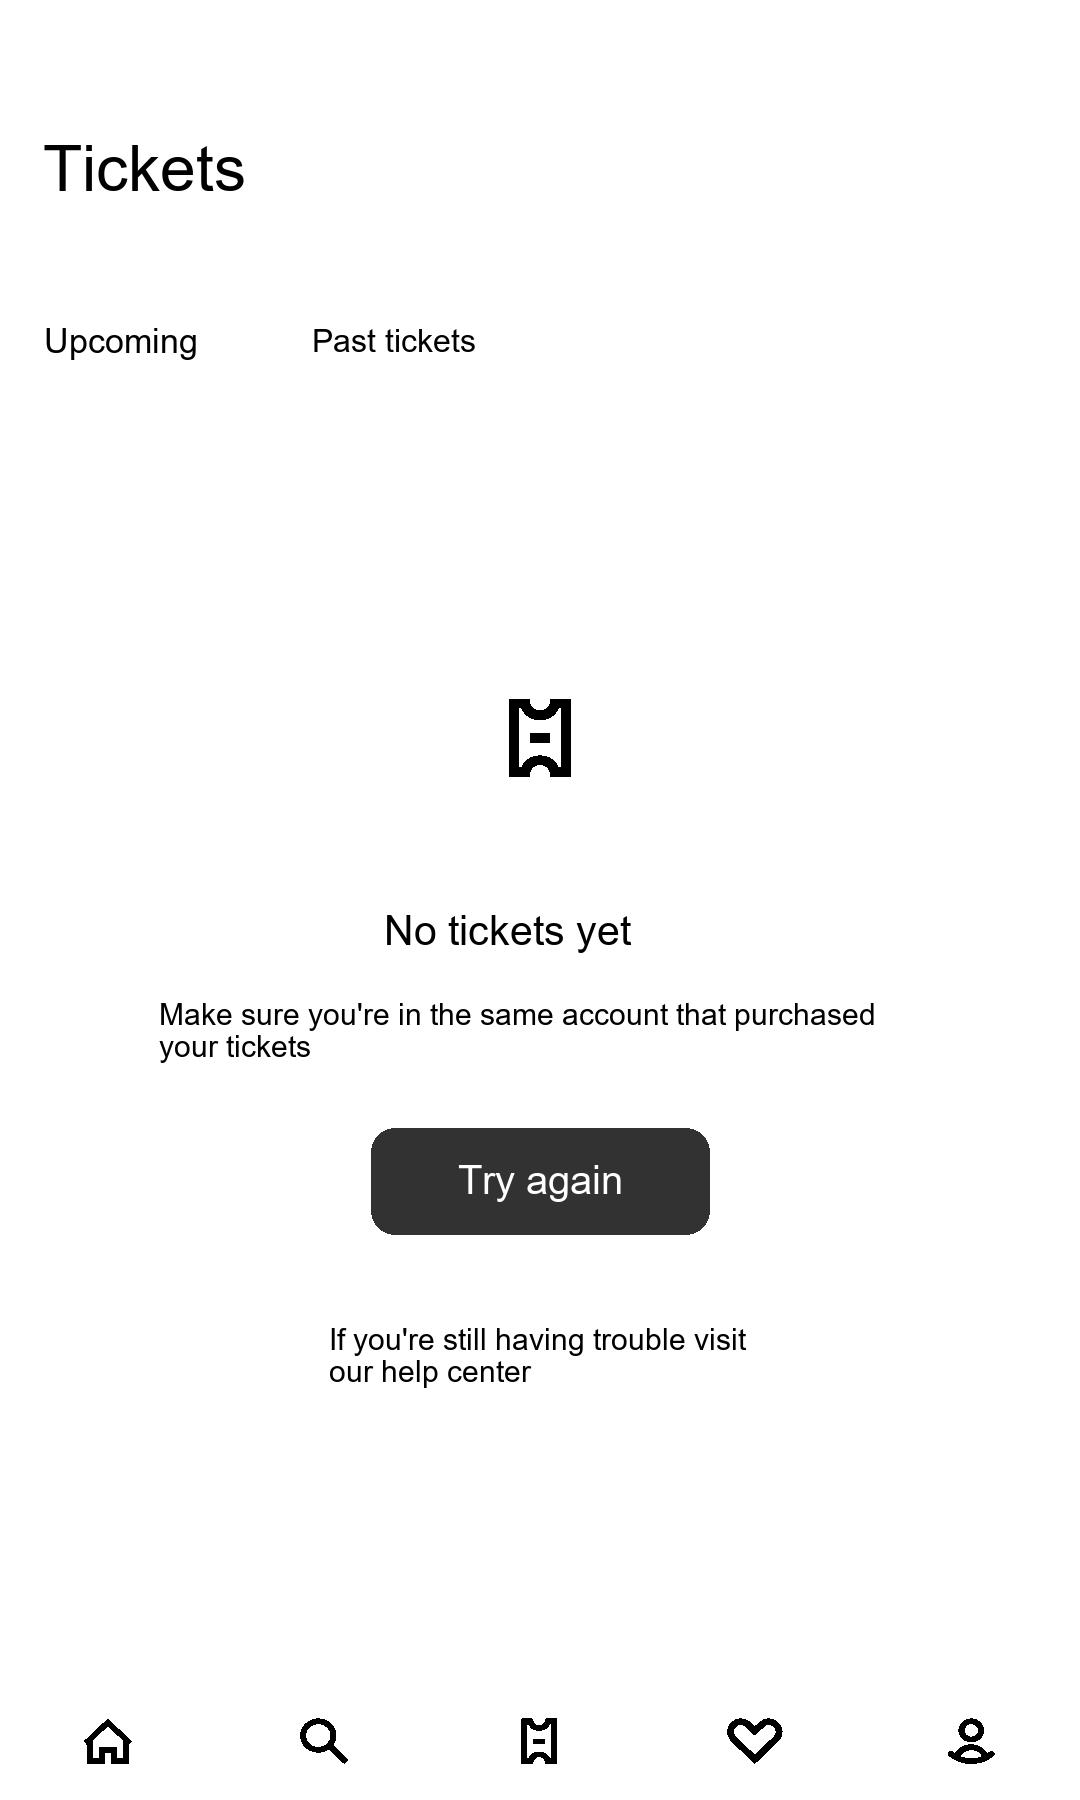 Tickets
Upcoming
Past tickets
No tickets yet
Make sure you're in the same account that purchased
your tickets
Try again
If you're still having trouble visit
our help center